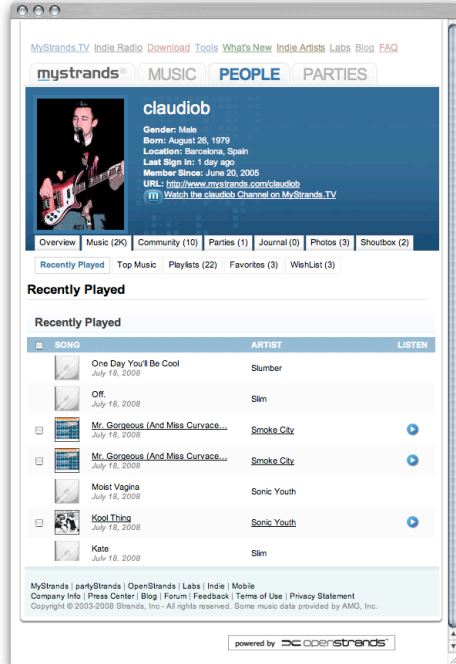 MyStrands.TV Indie Radio Download Tools What's New Indie Artists Labs Blog FAQ
mystrands® MUSIC PEOPLE PARTIES
claudiob
Gender: Male
Born: August 26, 1979
Location: Barcelona, Spain
Last Sign in: 1 day ago
Member Since: June 20, 2005
URL: http://www.mystrands.com/claudiob
m Watch the claudiob Channel on MyStrands.TV
Overview Music (2K) Community (10) Parties (1) Journal (0) Photos (3) Shoutbox (2)
Recently Played Top Music Playlists (22) Favorites (3) WishList (3)
Recently Played
Recently Played
SONG ARTIST LISTEN
One Day You'll Be Cool
July 18, 2008
Slumber
Off.
July 18, 2008
Slim
Mr. Gorgeous (And Miss Curvace...
July 18, 2008
Smoke City
Mr. Gorgeous (And Miss Curvace...
July 18, 2008
Smoke City
Moist Vagina
July 18, 2008
Sonic Youth
Kool Thing
July 18, 2008
Sonic Youth
Kate
July 18, 2008
Slim
MyStrands | partyStrands | OpenStrands | Labs | Indie | Mobile
Company Info | Press Center | Blog | Forum | Feedback | Terms of Use | Privacy Statement
Copyright © 2003-2008 Strands, Inc - All rights reserved. Some music data provided by AMG, Inc.
powered by openstrands